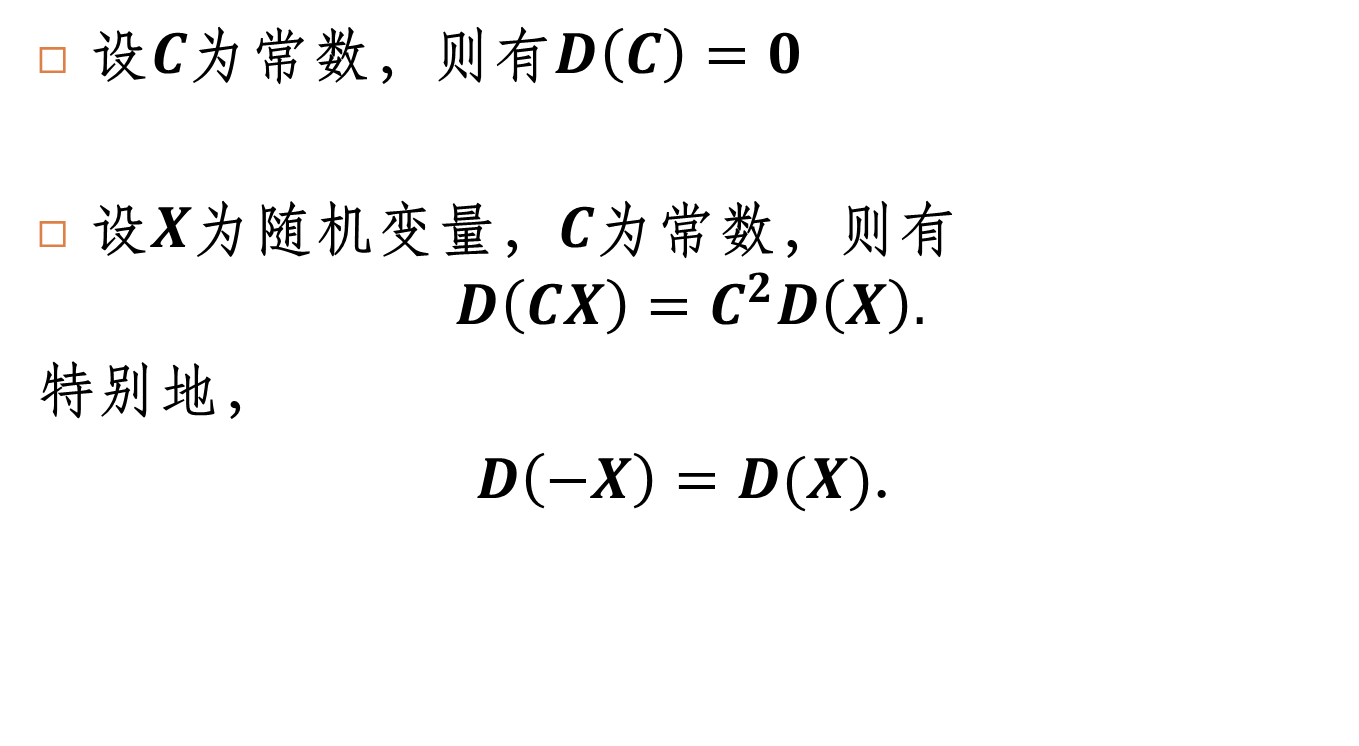 □ 设C为常数，则有D(C) = 0
□ 设X为随机变量，C为常数，则有
D(CX) = C²D(X).
特别地，
D(−X) = D(X).